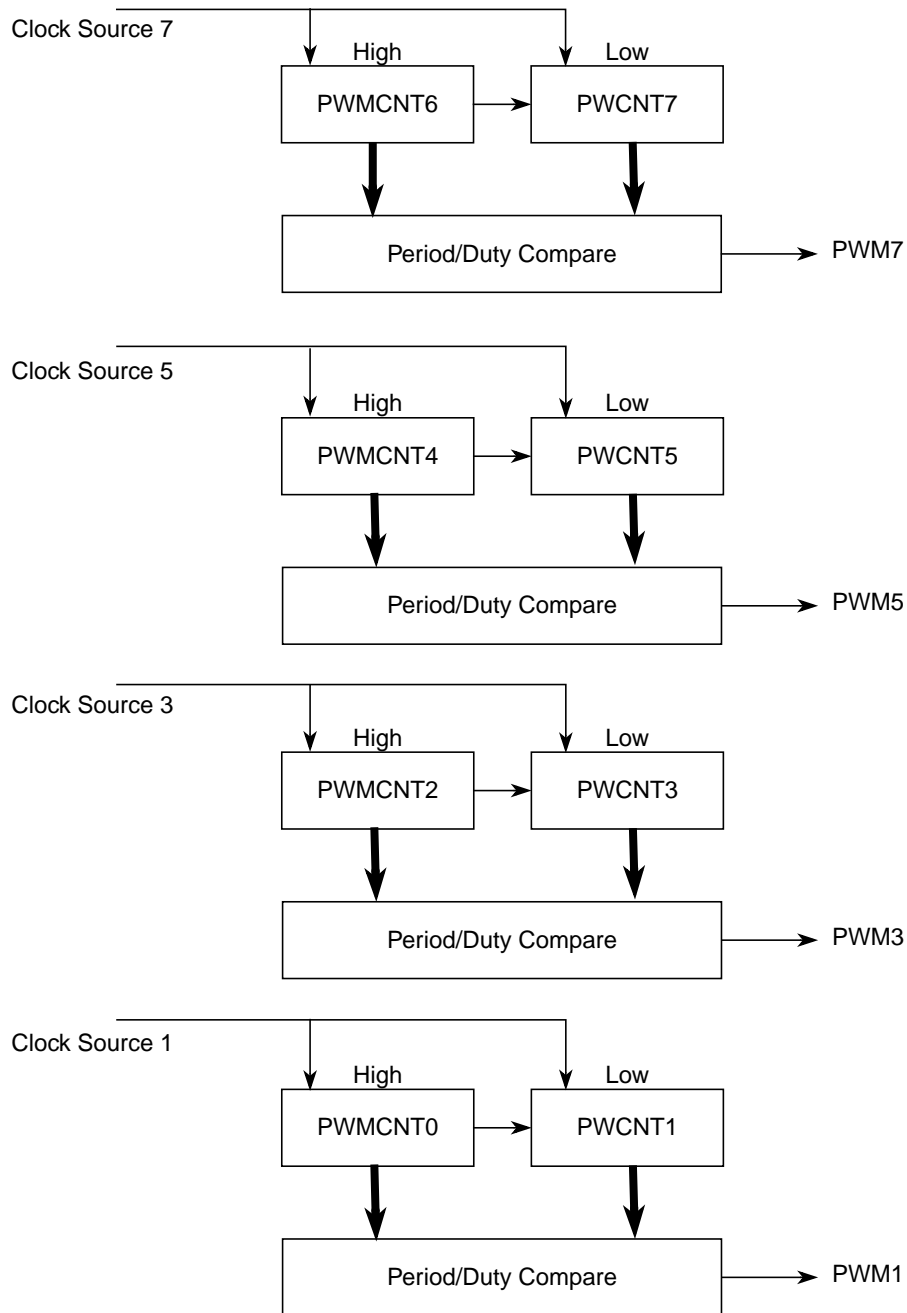 Clock Source 7
High
Low
PWMCNT6
PWCNT7
Period/Duty Compare
PWM7
Clock Source 5
High
Low
PWMCNT4
PWCNT5
Period/Duty Compare
PWM5
Clock Source 3
High
Low
PWMCNT2
PWCNT3
Period/Duty Compare
PWM3
Clock Source 1
High
Low
PWMCNT0
PWCNT1
Period/Duty Compare
PWM1